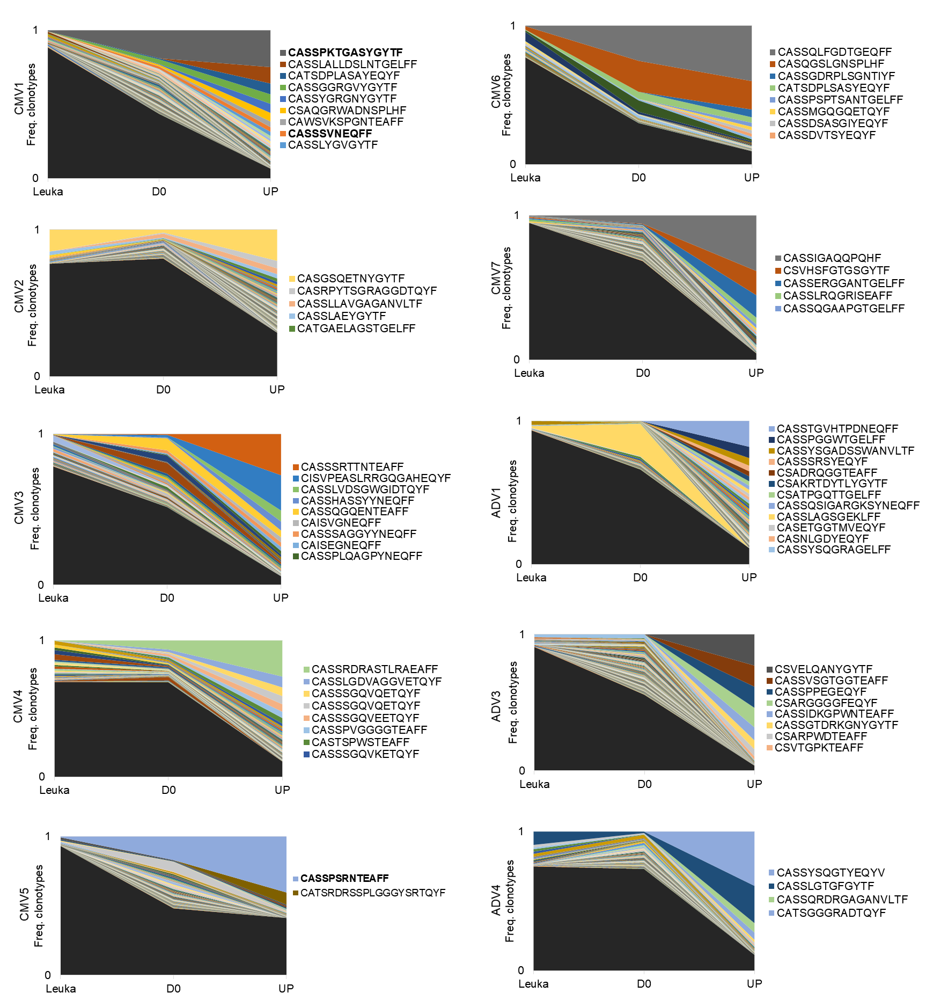 CMV1
Freq. clonotypes
1
0
Leuka
D0
UP
CASSPKTGASYGYTF
CASSLALLDSLNTGELFF
CATSDPLASAYEQYF
CASSGGRGVYGYTF
CASSYGRGNYGYTF
CSAQGRWADNSPLHF
CAWSVKSPGNTEAFF
CASSSVNEQFF
CASSLYGVGYTF
CMV6
Freq. clonotypes
1
0
Leuka
D0
UP
CASSQLFGDTGEQFF
CASQGSLGNSPLHF
CASSGDRPLSGNTIYF
CATSDPLSASYEQYF
CASSPSPTSANTGELFF
CASSMGQGQETQYF
CASSDSASGIYEQYF
CASSDVTSYEQYF
CMV2
Freq. clonotypes
1
0
Leuka
D0
UP
CASGSQETNYGYTF
CASRPYTSGRAGGDTQYF
CASSLLAVGAGANVLTF
CASSLAEYGYTF
CATGAELAGSTGELFF
CMV7
Freq. clonotypes
1
0
Leuka
D0
UP
CASSIGAQQPQHF
CSVHSFGTGSGYTF
CASSERGGANTGELFF
CASSLRQGRISEAFF
CASSQGAAPGTGELFF
CMV3
Freq. clonotypes
1
0
Leuka
D0
UP
CASSSRTTNTEAFF
CISVPEASLRRGQGAHEQYF
CASSLVDSGWGIDTQYF
CASSHASSYYNEQFF
CASSQGQENTEAFF
CAISVGNEQFF
CASSSAGGYYNEQFF
CAISEGNEQFF
CASSPLQAGPYNEQFF
ADV1
Freq. clonotypes
1
0
Leuka
D0
UP
CASSTGVHTPDNEQFF
CASSPGGWTGELFF
CASSYSGADSSWANVLTF
CASSSRSYEQYF
CSADRQGGTEAFF
CSAKRTDYTLYGYTF
CSATPGQTTGELFF
CASSQSIGARGKSYNEQFF
CASSLAGSGEKLFF
CASETGGTMVEQYF
CASNLGDYEQYF
CASSYSQGRAGELFF
CMV4
Freq. clonotypes
1
0
Leuka
D0
UP
CASSRDRASTLRAEAFF
CASSLGDVAGGVETQYF
CASSSGQVQETQYF
CASSGQVQETQYF
CASSSGQVEETQYF
CASSPVGGGGTEAFF
CASTSPWSTEAFF
CASSSGQVKETQYF
ADV3
Freq. clonotypes
1
0
Leuka
D0
UP
CSVELQANYGYTF
CASSVSGTGGTEAFF
CASSPPEGEQYF
CSARGGGGFEQYF
CASSIDKGPWNTEAFF
CASSGTDRKGNYGYTF
CSARPWDTEAFF
CSVTGPKTEAFF
CMV5
Freq. clonotypes
1
0
Leuka
D0
UP
CASSPSRNTEAFF
CATSRDRSSPLGGGYSRTQYF
ADV4
Freq. clonotypes
1
0
Leuka
D0
UP
CASSYSQGTYEQYV
CASSLGTGFGYTF
CASSQRDRGAGANVLTF
CATSGGGRADTQYF